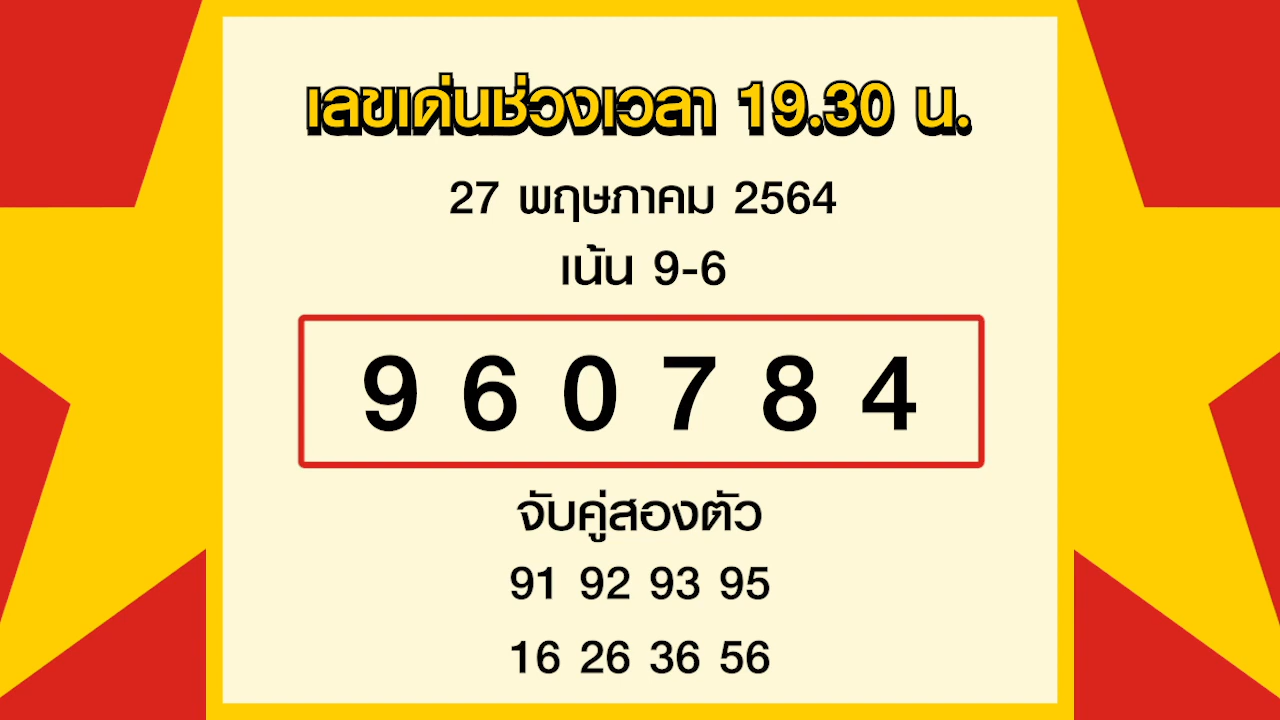 เลขเด่นช่วงเวลา 19.30 น.
27 พฤษภาคม 2564
เน้น 9-6
9 6 0 7 8 4
จับคู่สองตัว
91 92 93 95
16 26 36 56